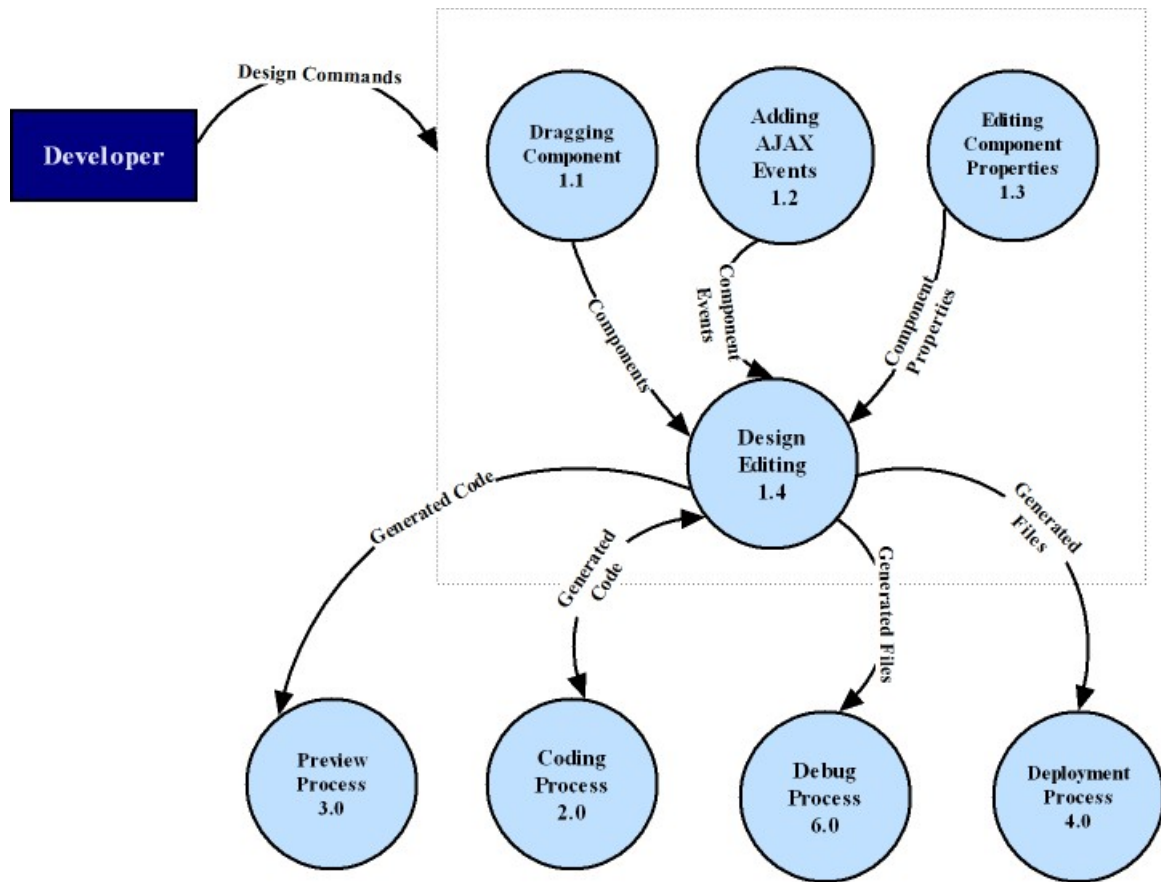 Design Commands
Developer
Dragging
Component
1.1
Adding
AJAX
Events
1.2
Editing
Component
Properties
1.3
Components
Component
Events
Component
Properties
Design
Editing
1.4
Generated Code
Generated
Code
Generated Files
Generated
Files
Preview
Process
3.0
Coding
Process
2.0
Debug
Process
6.0
Deployment
Process
4.0